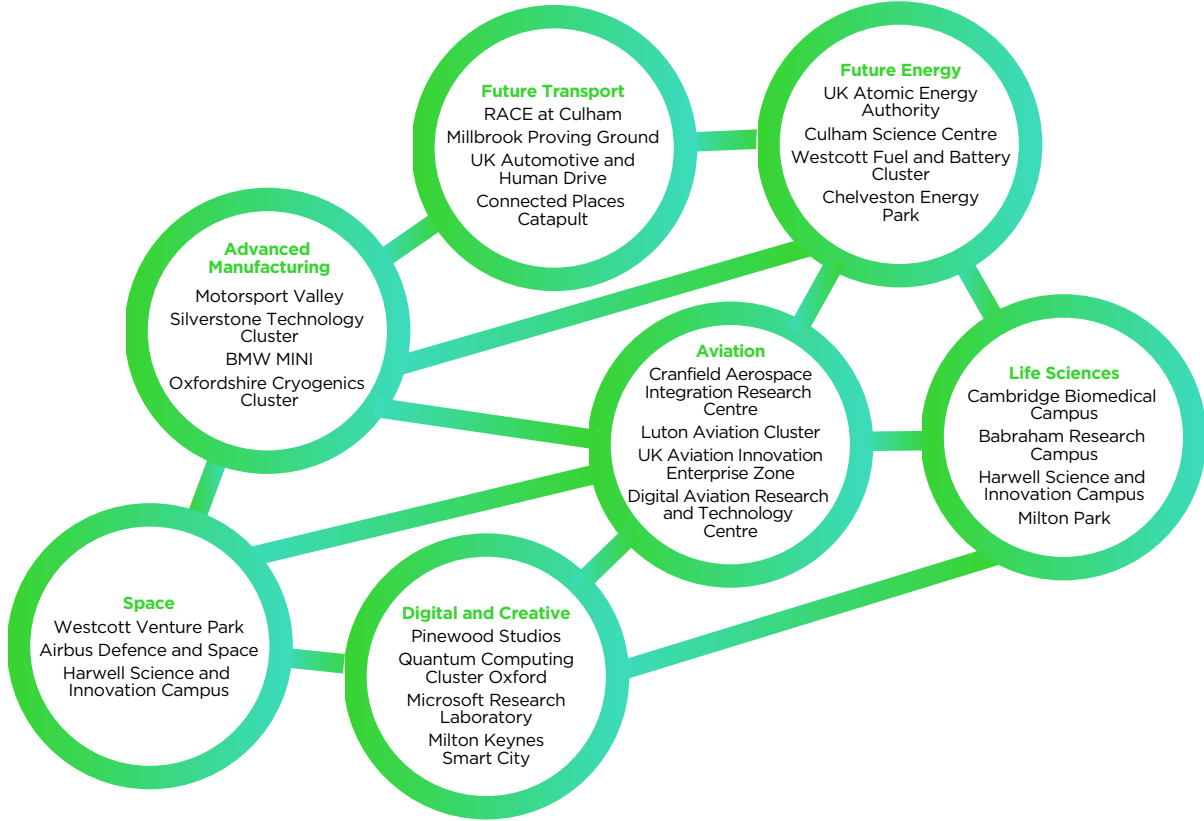 Future Transport
RACE at Culham
Millbrook Proving Ground
UK Automotive and
Human Drive
Connected Places
Catapult
Future Energy
UK Atomic Energy
Authority
Culham Science Centre
Westcott Fuel and Battery
Cluster
Chelveston Energy
Park
Advanced
Manufacturing
Motorsport Valley
Silverstone Technology
Cluster
BMW MINI
Oxfordshire Cryogenics
Cluster
Aviation
Cranfield Aerospace
Integration Research
Centre
Luton Aviation Cluster
UK Aviation Innovation
Enterprise Zone
Digital Aviation Research
and Technology
Centre
Life Sciences
Cambridge Biomedical
Campus
Babraham Research
Campus
Harwell Science and
Innovation Campus
Milton Park
Space
Westcott Venture Park
Airbus Defence and Space
Harwell Science and
Innovation Campus
Digital and Creative
Pinewood Studios
Quantum Computing
Cluster Oxford
Microsoft Research
Laboratory
Milton Keynes
Smart City